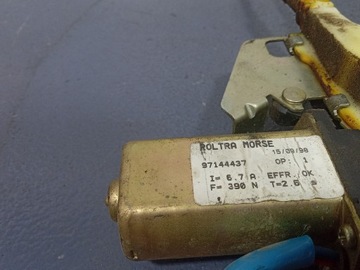 ROLTRA MORSE
15/09/98
97144437 OP: 1
I= 6.7 A EFFR. OK
F= 390 N T=2.6 s